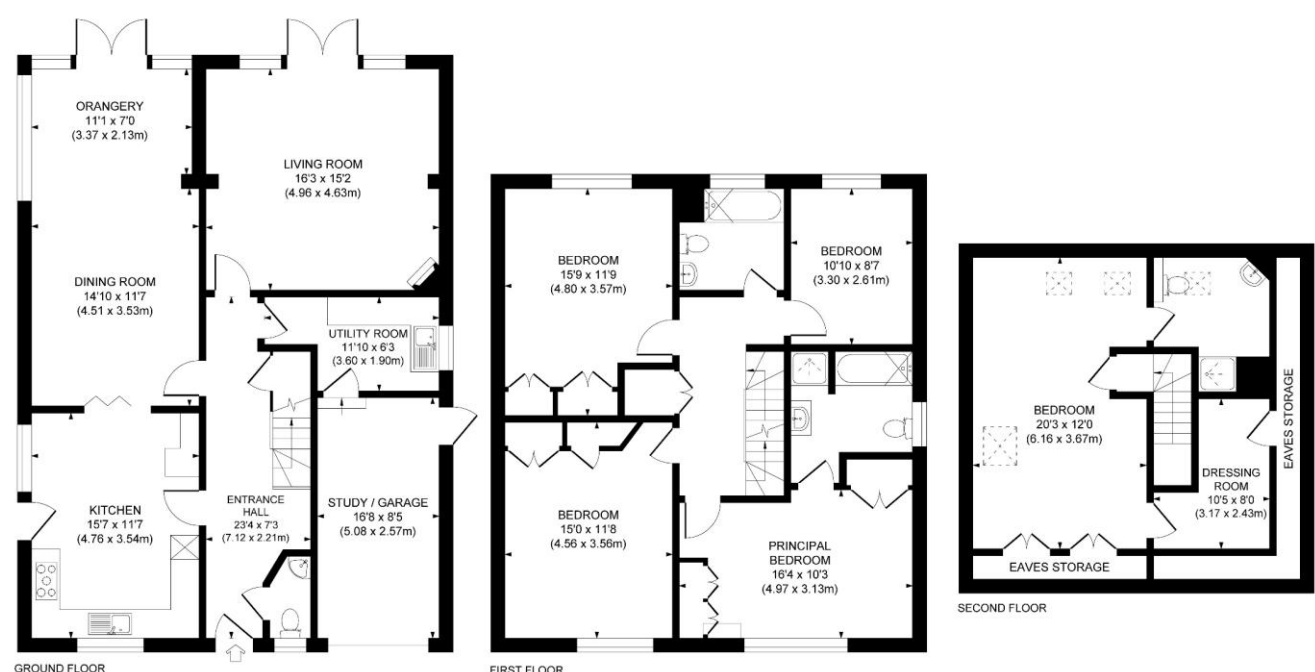 ORANGERY
11'1 x 7'0
(3.37 x 2.13m)
LIVING ROOM
16'3 x 15'2
(4.96 x 4.63m)
DINING ROOM
14'10 x 11'7
(4.51 x 3.53m)
UTILITY ROOM
11'10 x 6'3
(3.60 x 1.90m)
KITCHEN
15'7 x 11'7
(4.76 x 3.54m)
ENTRANCE
HALL
23'4 x 7'3
(7.12 x 2.21m)
STUDY / GARAGE
16'8 x 8'5
(5.08 x 2.57m)
GROUND FLOOR
BEDROOM
15'9 x 11'9
(4.80 x 3.57m)
BEDROOM
10'10 x 8'7
(3.30 x 2.61m)
BEDROOM
15'0 x 11'8
(4.56 x 3.56m)
PRINCIPAL
BEDROOM
16'4 x 10'3
(4.97 x 3.13m)
FIRST FLOOR
BEDROOM
20'3 x 12'0
(6.16 x 3.67m)
DRESSING
ROOM
10'5 x 8'0
(3.17 x 2.43m)
EAVES STORAGE
EAVES STORAGE
SECOND FLOOR